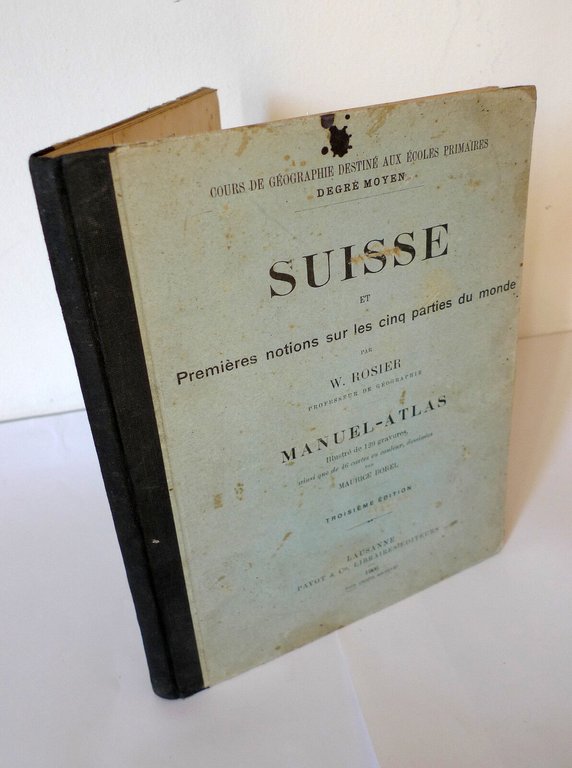 COURS DE GÉOGRAPHIE DESTINÉ AUX ÉCOLES PRIMAIRES
DEGRÉ MOYEN
SUISSE
ET
Premières notions sur les cinq parties du monde
PAR
W. ROSIER
PROFESSEUR DE GÉOGRAPHIE
MANUEL-ATLAS
Illustré de 129 gravures,
ainsi que de 46 cartes en couleur, dessinées
PAR
MAURICE BOREL
TROISIÈME ÉDITION
LAUSANNE
PAYOT & Cie, LIBRAIRES-ÉDITEURS